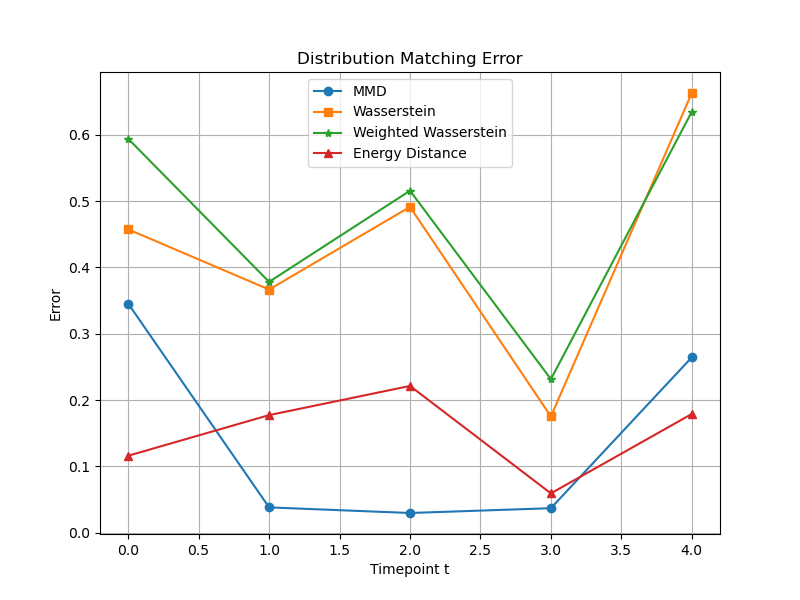 Distribution Matching Error
MMD
Wasserstein
Weighted Wasserstein
Energy Distance
Error
0.6
0.5
0.4
0.3
0.2
0.1
0.0
0.0 0.5 1.0 1.5 2.0 2.5 3.0 3.5 4.0
Timepoint t